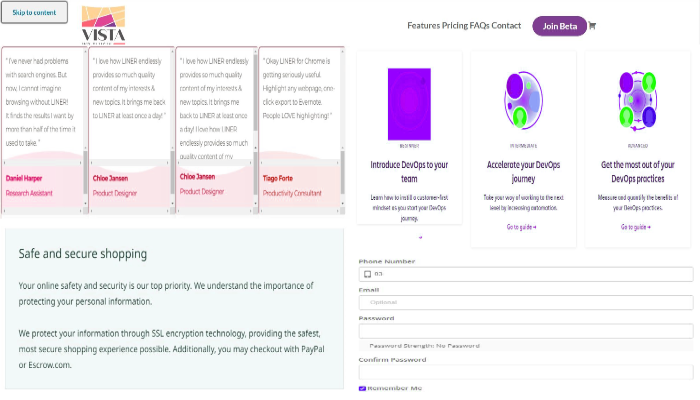 Skip to content
VISTA
Features Pricing FAQs Contact
Join Beta
"I've never had problems
with search engines. But
now, I cannot imagine
browsing without LINER!
It finds the results I want by
more than half of the time it
used to take."
Daniel Harper
Research Assistant
"I love how LINER endlessly
provides so much quality
content of my interests &
new topics. It brings me back
to LINER at least once a day!"
Chloe Jansen
Product Designer
"I love how LINER endlessly
provides so much quality
content of my interests &
new topics. It brings me
back to LINER at least once
a day! I love how LINER
endlessly provides so much
quality content of my
Chloe Jansen
Product Designer
"Okay LINER for Chrome is
getting seriously useful.
Highlight any webpage, one-
click export to Evernote.
People LOVE highlighting!"
Tiago Forte
Productivity Consultant
BEGINNER
Introduce DevOps to your
team
Learn how to instill a customer-first
mindset as you start your DevOps
journey.
→
INTERMEDIATE
Accelerate your DevOps
journey
Take your way of working to the next
level by increasing automation.
Go to guide →
ADVANCED
Get the most out of your
DevOps practices
Measure and quantify the benefits of
your DevOps practices.
Go to guide →
Safe and secure shopping
Your online safety and security is our top priority. We understand the importance of
protecting your personal information.
We protect your information through SSL encryption technology, providing the safest,
most secure shopping experience possible. Additionally, you may checkout with PayPal
or Escrow.com.
Phone Number
63
Email
Optional
Password
Password Strength: No Password
Confirm Password
Remember Me